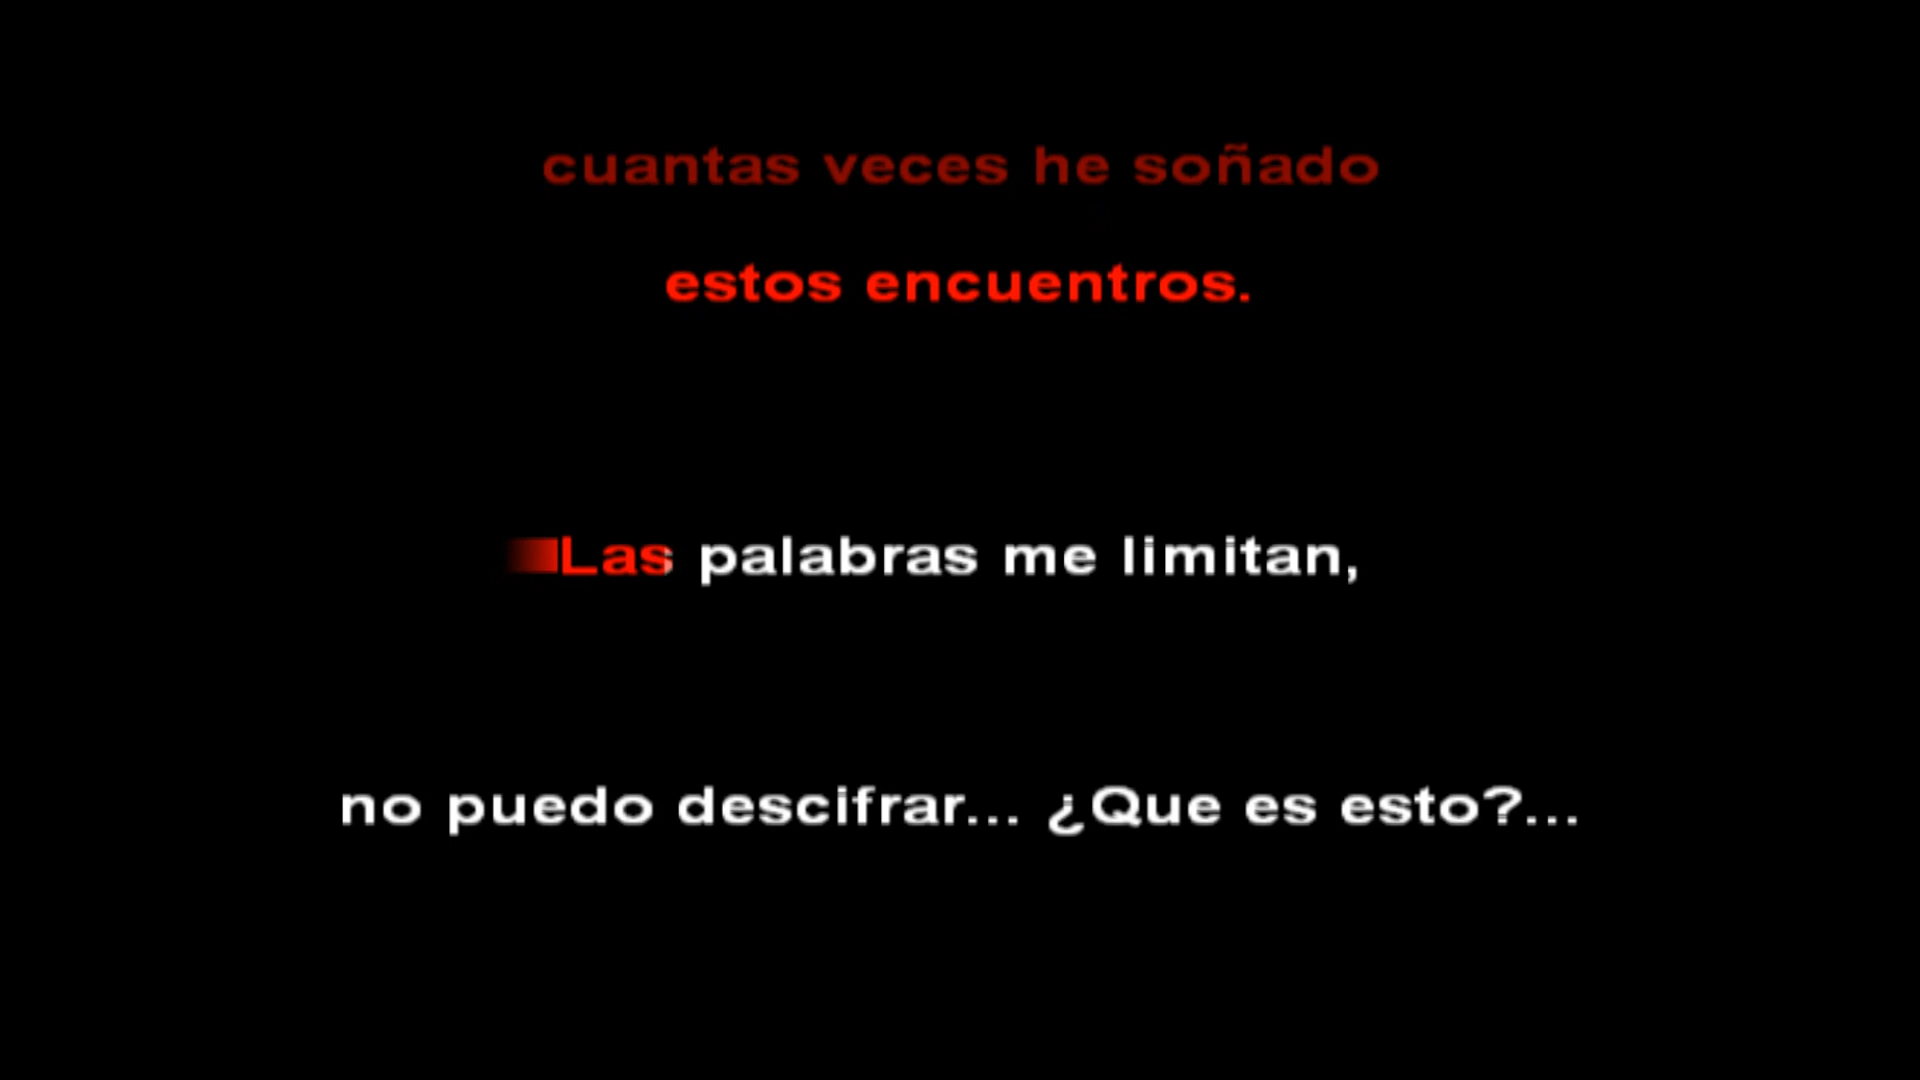 cuantas veces he soñado
estos encuentros.
Las palabras me limitan,
no puedo descifrar... ¿Que es esto?...